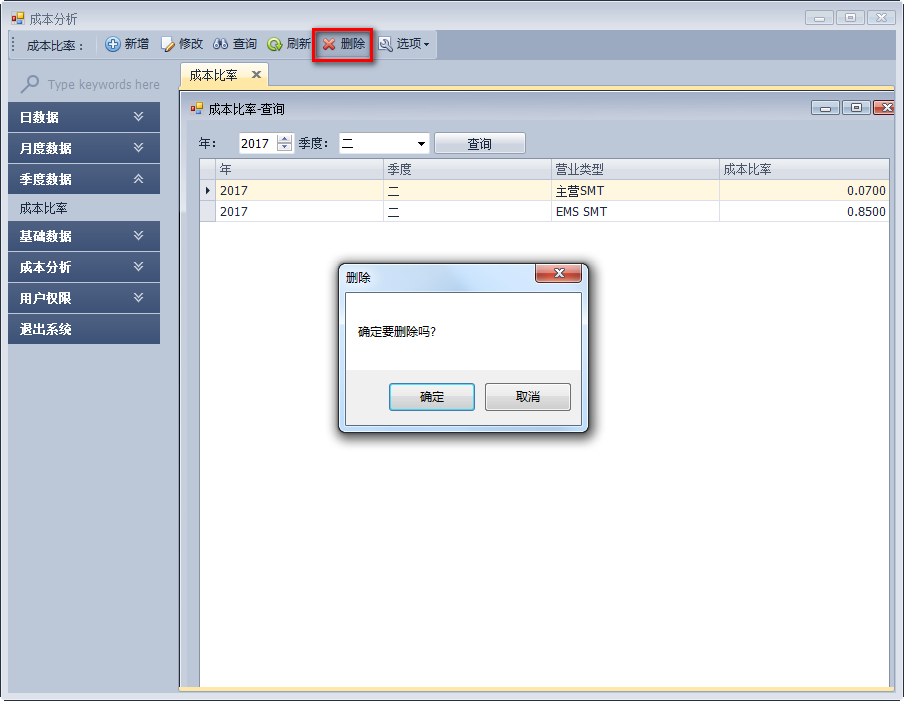 成本分析
成本比率： 新增 修改 查询 刷新 删除 选项
Type keywords here
日数据
月度数据
季度数据
成本比率
基础数据
成本分析
用户权限
退出系统
成本比率
成本比率-查询
年： 2017 季度： 二 查询
年 季度 营业类型 成本比率
2017 二 主营SMT 0.0700
2017 二 EMS SMT 0.8500
删除
确定要删除吗?
确定 取消